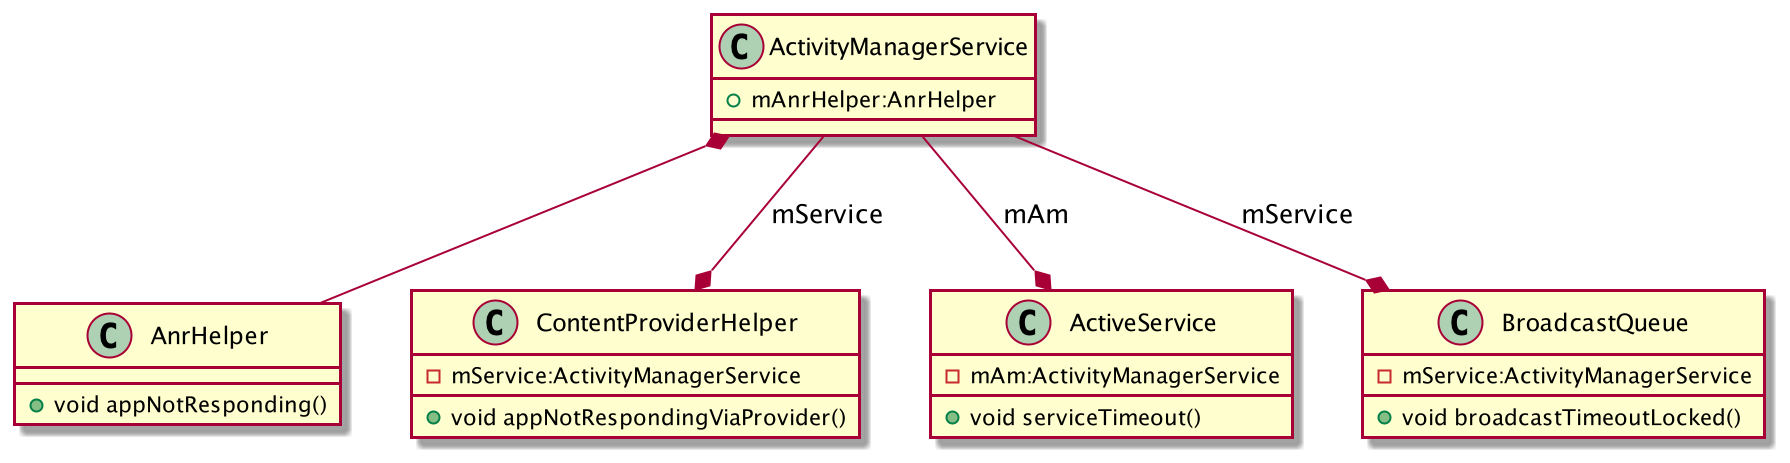 C ActivityManagerService
mAnrHelper:AnrHelper
mService
mAm
mService
C AnrHelper
void appNotResponding()
C ContentProviderHelper
mService:ActivityManagerService
void appNotRespondingViaProvider()
C ActiveService
mAm:ActivityManagerService
void serviceTimeout()
C BroadcastQueue
mService:ActivityManagerService
void broadcastTimeoutLocked()